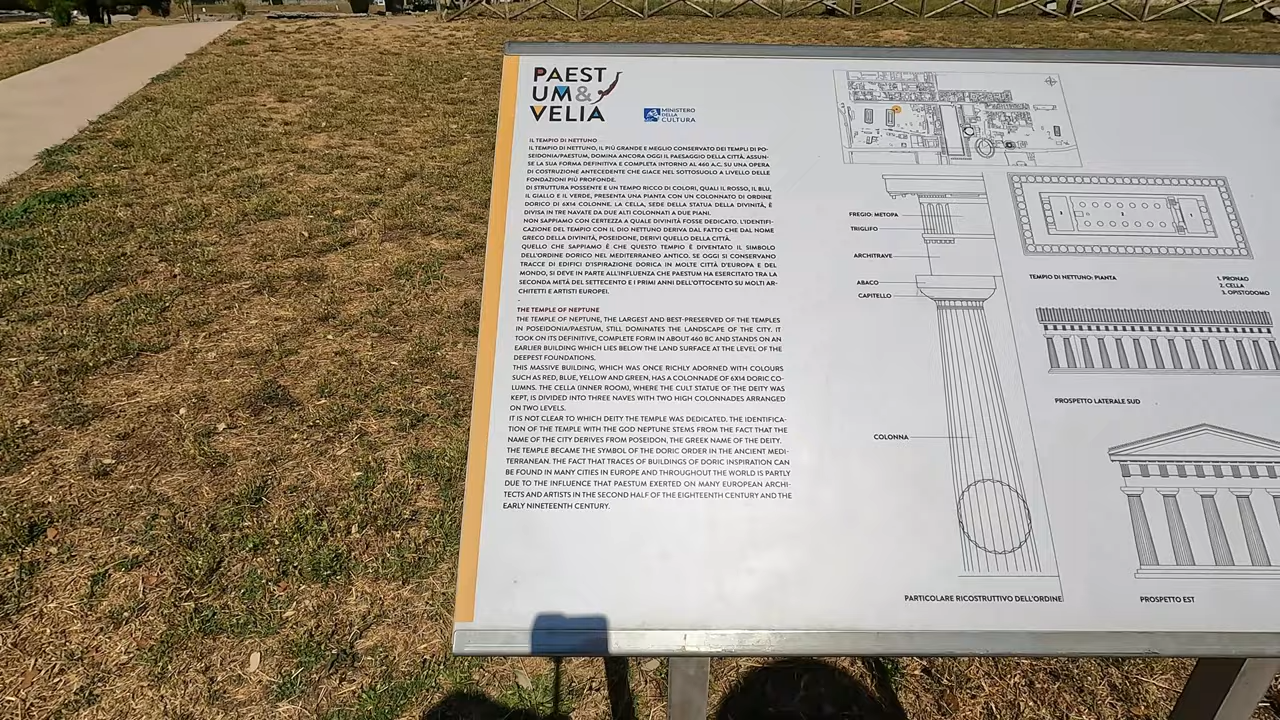 PAEST
UM&
VELIA
MINISTERO
DELLA
CULTURA
IL TEMPIO DI NETTUNO
IL TEMPIO DI NETTUNO, IL PIÙ GRANDE E MEGLIO CONSERVATO DEI TEMPLI DI PO-
SEIDONIA/PAESTUM, DOMINA ANCORA OGGI IL PAESAGGIO DELLA CITTÀ. ASSUN-
SE LA SUA FORMA DEFINITIVA E COMPLETA INTORNO AL 460 A.C. SU UNA OPERA
DI COSTRUZIONE ANTECEDENTE CHE GIACE NEL SOTTOSUOLO A LIVELLO DELLE
FONDAZIONI PIÙ PROFONDE.
DI STRUTTURA POSSENTE E UN TEMPO RICCO DI COLORI, QUALI IL ROSSO, IL BLU,
IL GIALLO E IL VERDE, PRESENTA UNA PIANTA CON UN COLONNATO DI ORDINE
DORICO DI 6X14 COLONNE. LA CELLA, SEDE DELLA STATUA DELLA DIVINITÀ, È
DIVISA IN TRE NAVATE DA DUE ALTI COLONNATI A DUE PIANI.
NON SAPPIAMO CON CERTEZZA A QUALE DIVINITÀ FOSSE DEDICATO. L'IDENTIFI-
CAZIONE DEL TEMPIO CON IL DIO NETTUNO DERIVA DAL FATTO CHE DAL NOME
GRECO DELLA DIVINITÀ, POSEIDONE, DERIVI QUELLO DELLA CITTÀ.
QUELLO CHE SAPPIAMO È CHE QUESTO TEMPIO È DIVENTATO IL SIMBOLO
DELL'ORDINE DORICO NEL MEDITERRANEO ANTICO. SE OGGI SI CONSERVANO
TRACCE DI EDIFICI D'ISPIRAZIONE DORICA IN MOLTE CITTÀ D'EUROPA E DEL
MONDO, SI DEVE IN PARTE ALL'INFLUENZA CHE PAESTUM HA ESERCITATO TRA LA
SECONDA METÀ DEL SETTECENTO E I PRIMI ANNI DELL'OTTOCENTO SU MOLTI AR-
CHITETTI E ARTISTI EUROPEI.
-
THE TEMPLE OF NEPTUNE
THE TEMPLE OF NEPTUNE, THE LARGEST AND BEST-PRESERVED OF THE TEMPLES
IN POSEIDONIA/PAESTUM, STILL DOMINATES THE LANDSCAPE OF THE CITY. IT
TOOK ON ITS DEFINITIVE, COMPLETE FORM IN ABOUT 460 BC AND STANDS ON AN
EARLIER BUILDING WHICH LIES BELOW THE LAND SURFACE AT THE LEVEL OF THE
DEEPEST FOUNDATIONS.
THIS MASSIVE BUILDING, WHICH WAS ONCE RICHLY ADORNED WITH COLOURS
SUCH AS RED, BLUE, YELLOW AND GREEN, HAS A COLONNADE OF 6X14 DORIC CO-
LUMNS. THE CELLA (INNER ROOM), WHERE THE CULT STATUE OF THE DEITY WAS
KEPT, IS DIVIDED INTO THREE NAVES WITH TWO HIGH COLONNADES ARRANGED
ON TWO LEVELS.
IT IS NOT CLEAR TO WHICH DEITY THE TEMPLE WAS DEDICATED. THE IDENTIFICA-
TION OF THE TEMPLE WITH THE GOD NEPTUNE STEMS FROM THE FACT THAT THE
NAME OF THE CITY DERIVES FROM POSEIDON, THE GREEK NAME OF THE DEITY.
THE TEMPLE BECAME THE SYMBOL OF THE DORIC ORDER IN THE ANCIENT MEDI-
TERRANEAN. THE FACT THAT TRACES OF BUILDINGS OF DORIC INSPIRATION CAN
BE FOUND IN MANY CITIES IN EUROPE AND THROUGHOUT THE WORLD IS PARTLY
DUE TO THE INFLUENCE THAT PAESTUM EXERTED ON MANY EUROPEAN ARCHI-
TECTS AND ARTISTS IN THE SECOND HALF OF THE EIGHTEENTH CENTURY AND THE
EARLY NINETEENTH CENTURY.
FREGIO: METOPA
TRIGLIFO
ARCHITRAVE
ABACO
CAPITELLO
COLONNA
PARTICOLARE RICOSTRUTTIVO DELL'ORDINE
TEMPIO DI NETTUNO: PIANTA
1. PRONAO
2. CELLA
3. OPISTODOMO
PROSPETTO LATERALE SUD
PROSPETTO EST